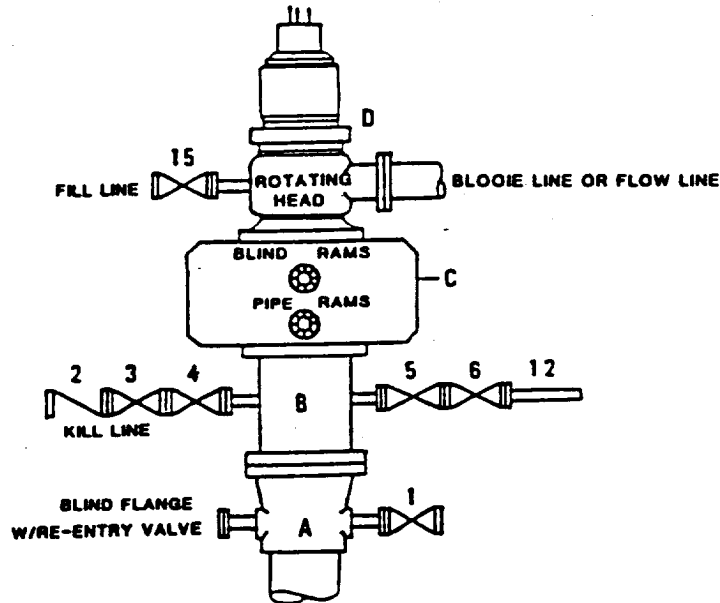 D
15
FILL LINE
ROTATING
HEAD
BLOOIE LINE OR FLOW LINE
BLIND RAMS
C
PIPE RAMS
2 3 4
5 6 12
B
KILL LINE
BLIND FLANGE
W/RE-ENTRY VALVE
1
A